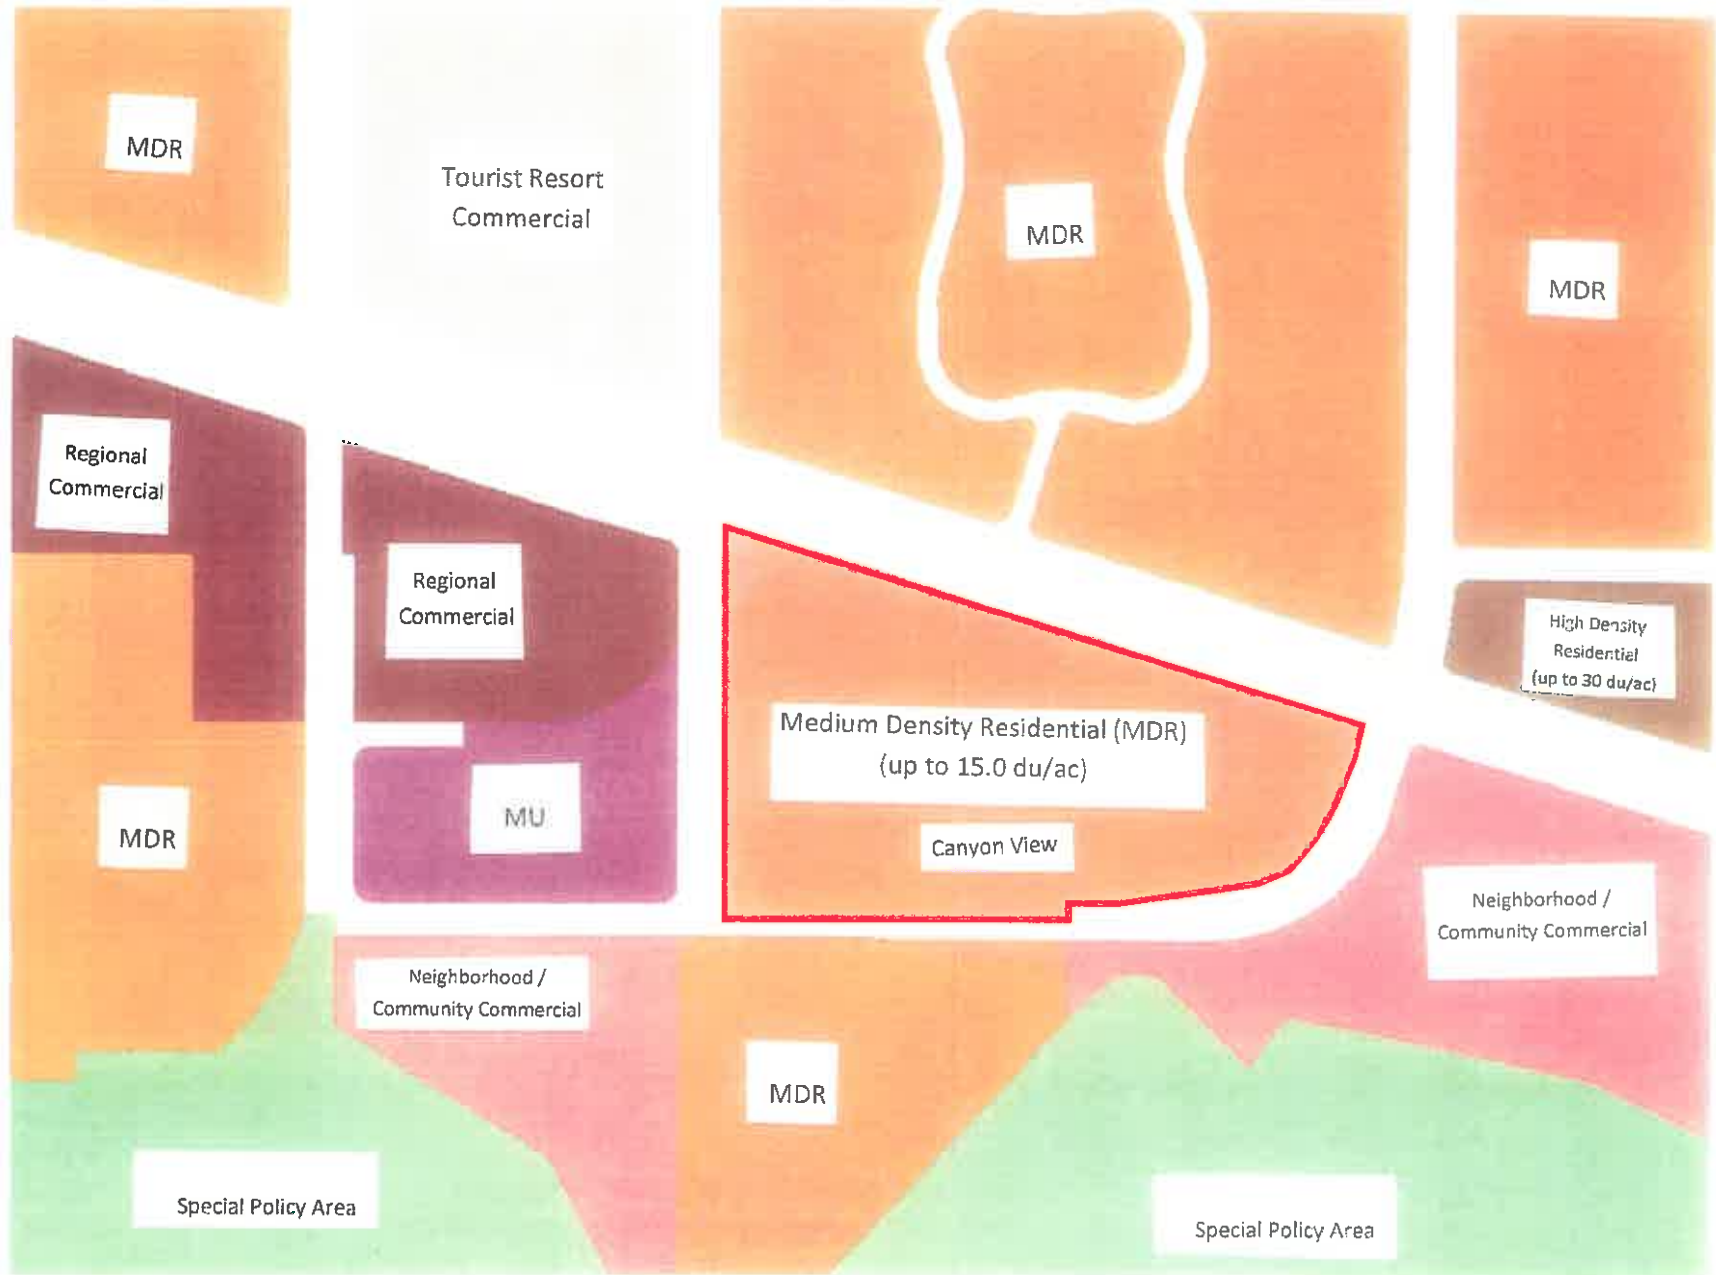 MDR
Tourist Resort
Commercial
MDR
MDR
Regional
Commercial
Regional
Commercial
High Density
Residential
(up to 30 du/ac)
Medium Density Residential (MDR)
(up to 15.0 du/ac)
Canyon View
MU
MDR
Neighborhood /
Community Commercial
Neighborhood /
Community Commercial
MDR
Special Policy Area
Special Policy Area